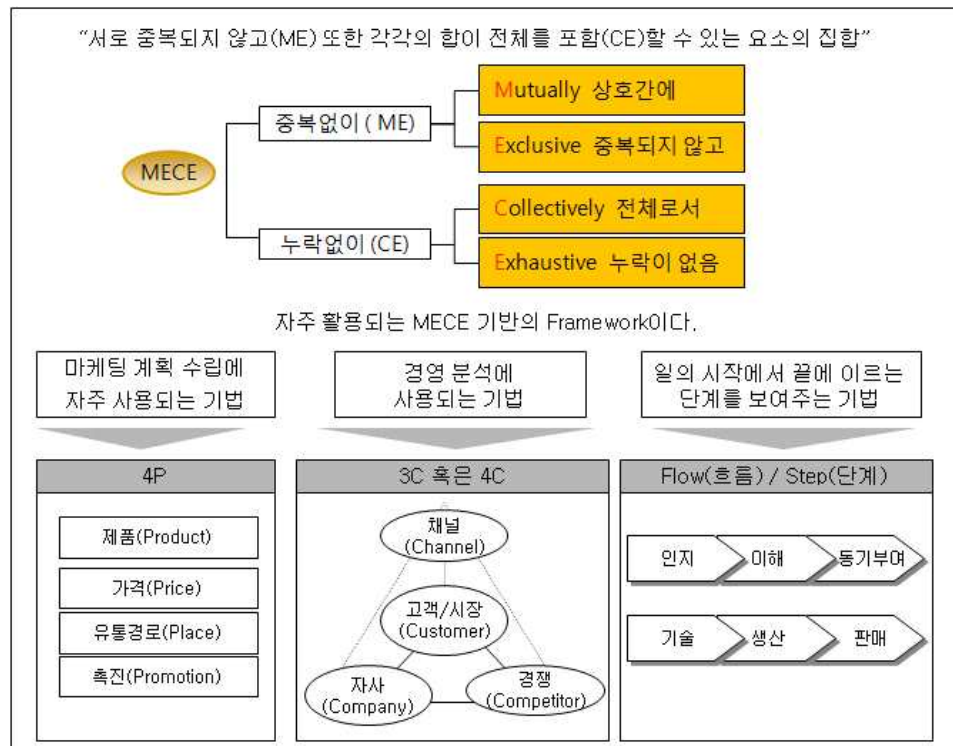 “서로 중복되지 않고(ME) 또한 각각의 합이 전체를 포함(CE)할 수 있는 요소의 집합”
MECE
중복없이 ( ME)
Mutually 상호간에
Exclusive 중복되지 않고
누락없이 (CE)
Collectively 전체로서
Exhaustive 누락이 없음
자주 활용되는 MECE 기반의 Framework이다.
마케팅 계획 수립에
자주 사용되는 기법
경영 분석에
사용되는 기법
일의 시작에서 끝에 이르는
단계를 보여주는 기법
4P
제품(Product)
가격(Price)
유통경로(Place)
촉진(Promotion)
3C 혹은 4C
채널
(Channel)
고객/시장
(Customer)
자사
(Company)
경쟁
(Competitor)
Flow(흐름) / Step(단계)
인지
이해
동기부여
기술
생산
판매